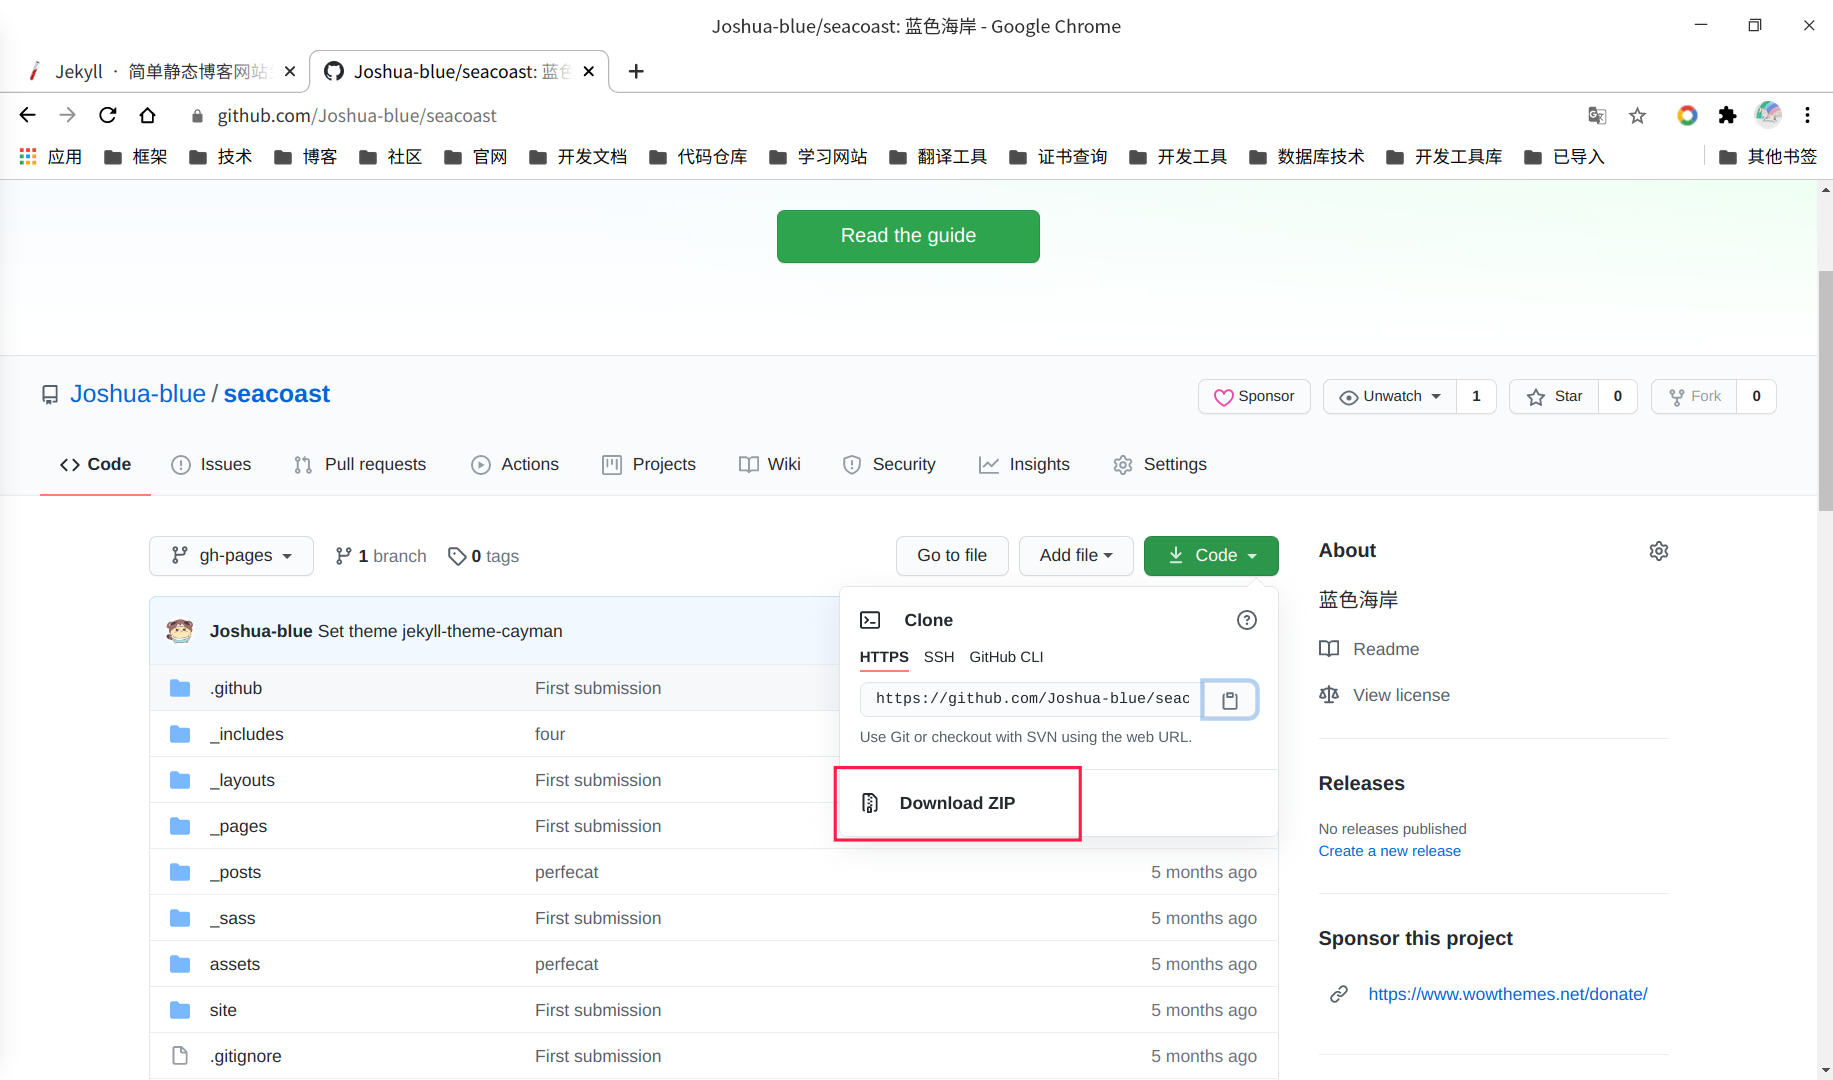 Joshua-blue/seacoast: 蓝色海岸 - Google Chrome
Jekyll · 简单静态博客网站
Joshua-blue/seacoast: 蓝色
github.com/Joshua-blue/seacoast
应用 框架 技术 博客 社区 官网 开发文档 代码仓库 学习网站 翻译工具 证书查询 开发工具 数据库技术 开发工具库 已导入 其他书签
Read the guide
Joshua-blue / seacoast
Sponsor Unwatch 1 Star 0 Fork 0
Code Issues Pull requests Actions Projects Wiki Security Insights Settings
gh-pages 1 branch 0 tags Go to file Add file Code
Joshua-blue Set theme jekyll-theme-cayman
.github First submission
_includes four
_layouts First submission
_pages First submission
_posts perfecat 5 months ago
_sass First submission 5 months ago
assets perfecat 5 months ago
site First submission 5 months ago
.gitignore First submission 5 months ago
Clone
HTTPS SSH GitHub CLI
https://github.com/Joshua-blue/seac
Use Git or checkout with SVN using the web URL.
Download ZIP
About
蓝色海岸
Readme
View license
Releases
No releases published
Create a new release
Sponsor this project
https://www.wowthemes.net/donate/